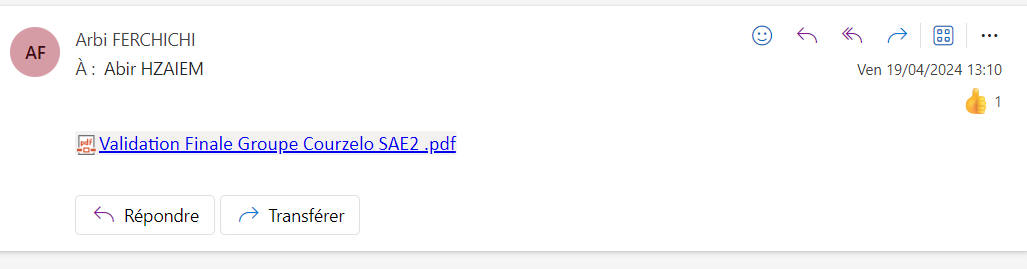 AF
Arbi FERCHICHI
À : Abir HZAIEM
Ven 19/04/2024 13:10
1
pdf Validation Finale Groupe Courzelo SAE2 .pdf
Répondre
Transférer